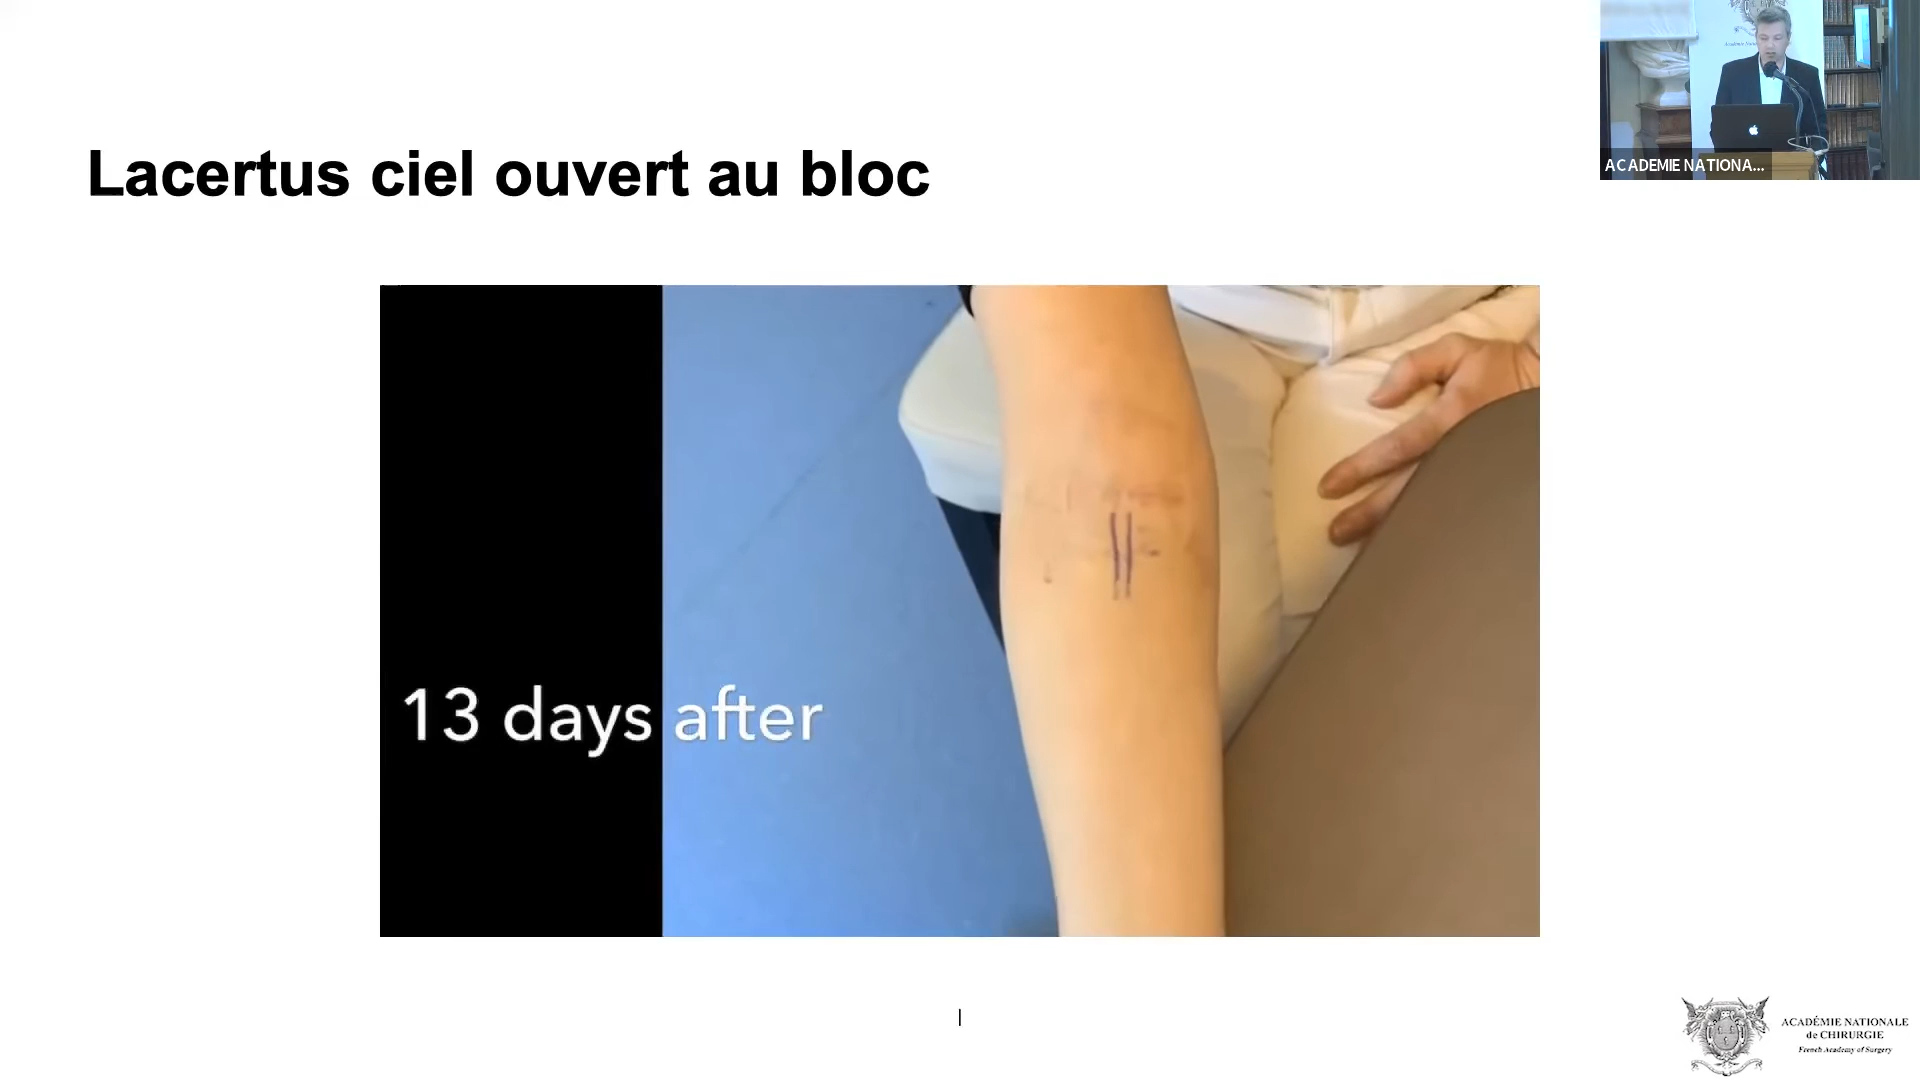 Lacertus ciel ouvert au bloc
ACADEMIE NATIONA...
13 days after
ACADÉMIE NATIONALE
de CHIRURGIE
French Academy of Surgery